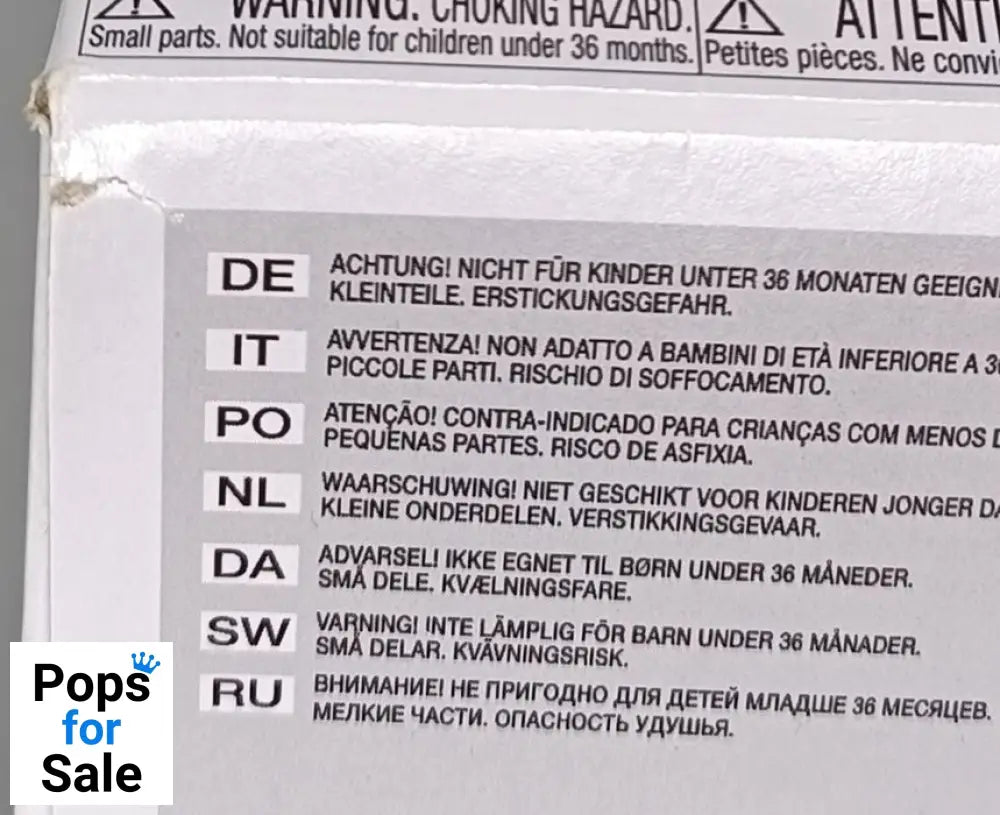 WARNING. CHOKING HAZARD.
Small parts. Not suitable for children under 36 months.
Petites pièces. Ne
DE
ACHTUNG! NICHT FÜR KINDER UNTER 36 MONATEN
KLEINTEILE. ERSTICKUNGSGEFAHR.
IT
AVVERTENZA! NON ADATTO A BAMBINI DI ETÀ INFERIORE A
PICCOLE PARTI. RISCHIO DI SOFFOCAMENTO.
PO
ATENÇÃO! CONTRA-INDICADO PARA CRIANÇAS COM MENOS
PEQUENAS PARTES. RISCO DE ASFIXIA.
NL
WAARSCHUWING! NIET GESCHIKT VOOR KINDEREN JONGER
KLEINE ONDERDELEN. VERSTIKKINGSGEVAAR.
DA
ADVARSEL! IKKE EGNET TIL BØRN UNDER 36 MÅNEDER.
SMÅ DELE. KVÆLNINGSFARE.
SW
VARNING! INTE LÄMPLIG FÖR BARN UNDER 36 MÅNADER.
SMÅ DELAR. KVÄVNINGSRISK.
RU
ВНИМАНИЕ! НЕ ПРИГОДНО ДЛЯ ДЕТЕЙ МЛАДШЕ 36 МЕСЯЦЕВ.
МЕЛКИЕ ЧАСТИ. ОПАСНОСТЬ УДУШЬЯ.
Pops
for
Sale